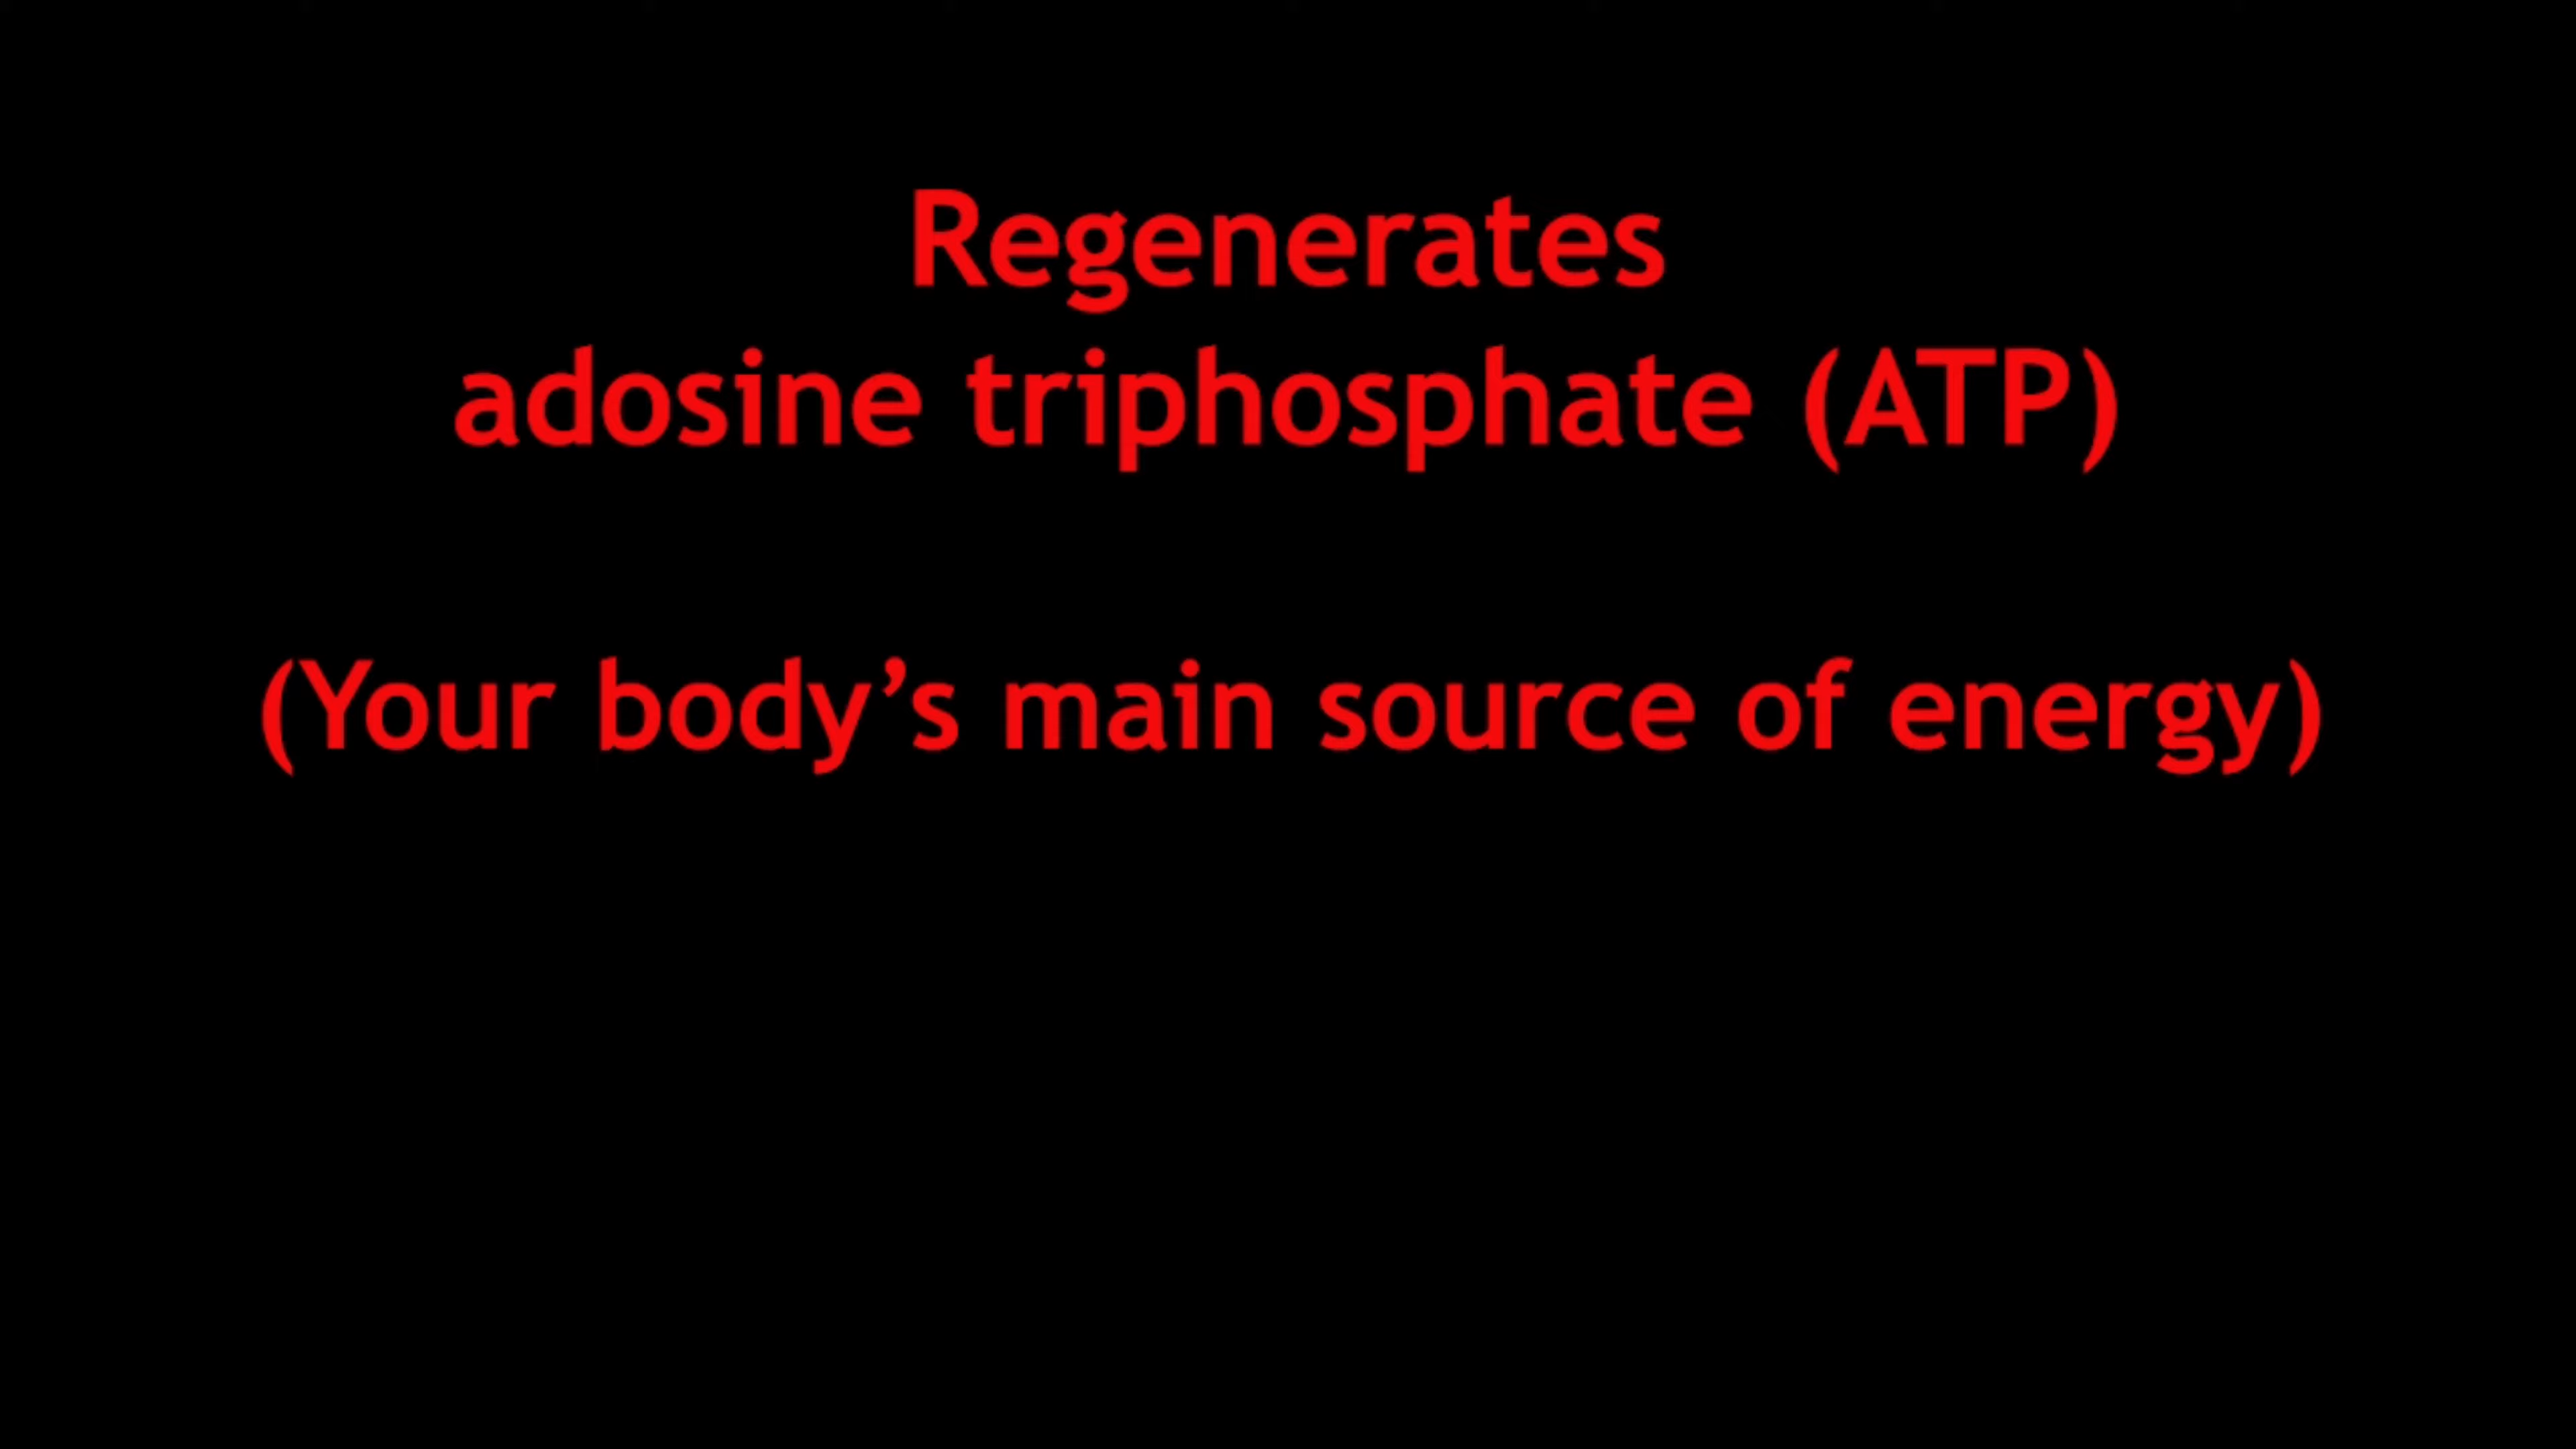 Regenerates
adosine triphosphate (ATP)
(Your body’s main source of energy)